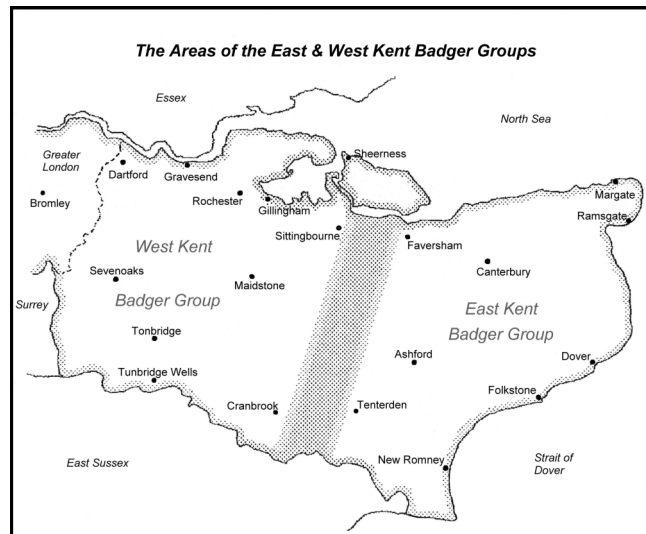 The Areas of the East & West Kent Badger Groups
Essex
North Sea
Greater
London
Sheerness
Dartford
Gravesend
Margate
Bromley
Rochester
Gillingham
Ramsgate
Sittingbourne
Faversham
West Kent
Canterbury
Sevenoaks
Maidstone
Surrey
Badger Group
East Kent
Badger Group
Tonbridge
Ashford
Dover
Tunbridge Wells
Folkstone
Cranbrook
Tenterden
East Sussex
New Romney
Strait of
Dover